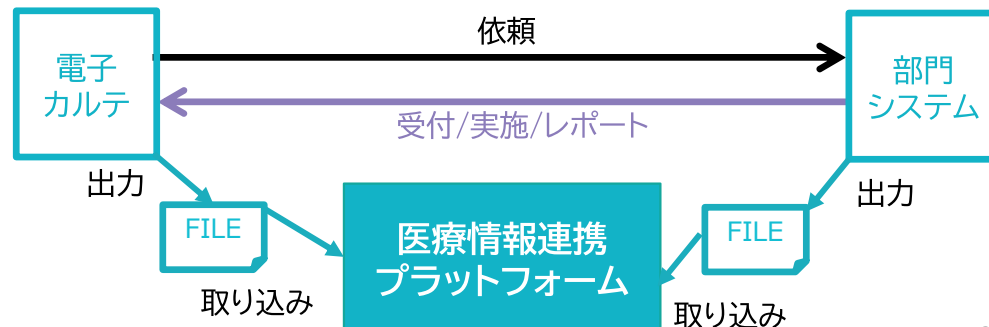 依頼
電子
カルテ
部門
システム
受付/実施/レポート
出力
出力
FILE
FILE
医療情報連携
プラットフォーム
取り込み
取り込み